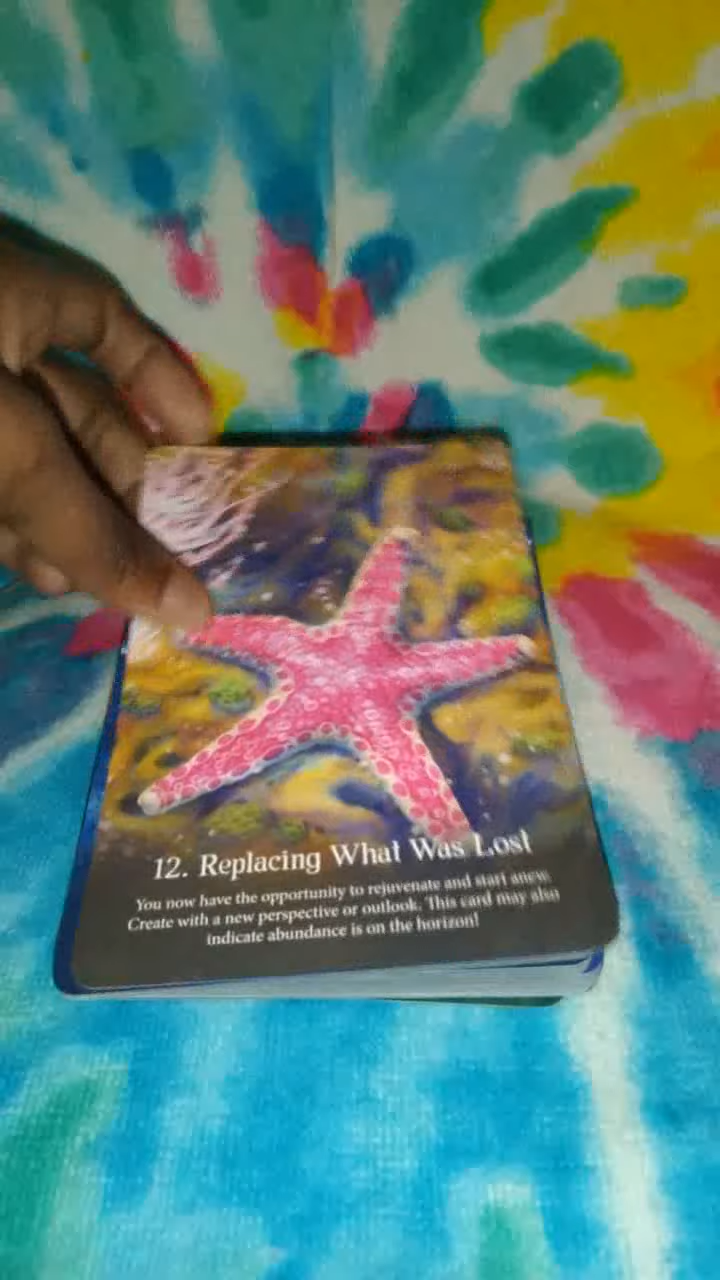 12. Replacing What Was Lost
You now have the opportunity to rejuvenate and start anew.
Create with a new perspective or outlook. This card may also
indicate abundance is on the horizon!